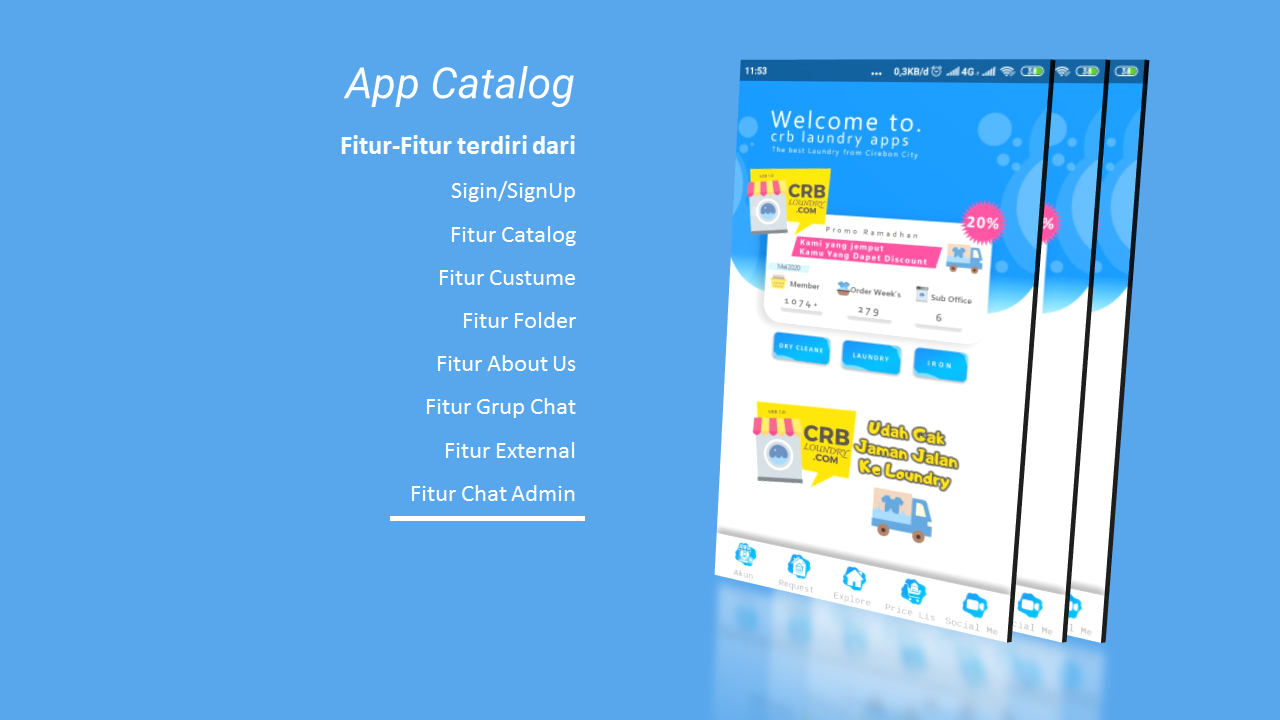 App Catalog
Fitur-Fitur terdiri dari
Sigin/SignUp
Fitur Catalog
Fitur Custume
Fitur Folder
Fitur About Us
Fitur Grup Chat
Fitur External
Fitur Chat Admin
11:53 ... 0,3KB/d 4G
Welcome to.
crb laundry apps
The best Laundry from Cirebon City
CRB
LOUNDRY
.COM
20%
%
Promo Ramadhan
Kami yang jemput
Kamu Yang Dapet Discount
Mei 2020
Member
Order Week's
Sub Office
1074+
279
6
DRY CLEANE
LAUNDRY
IRON
CRB
LOUNDRY
.COM
Udah Gak
Jaman Jalan
Ke Loundry
Akun
Request
Explore
Price Lis
Social Me
cial Me
l Me